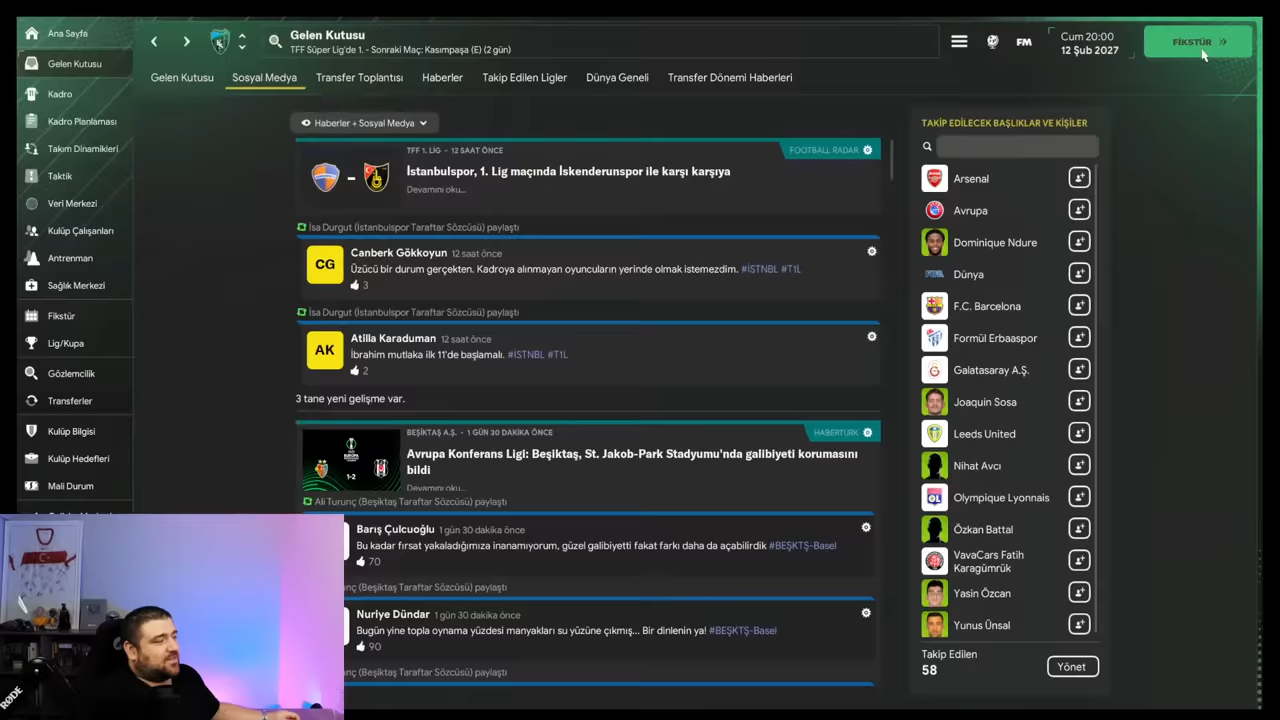 Ana Sayfa
Gelen Kutusu
Kadro
Kadro Planlaması
Takım Dinamikleri
Taktik
Veri Merkezi
Kulüp Çalışanları
Antrenman
Sağlık Merkezi
Fikstür
Lig/Kupa
Gözlemcilik
Transferler
Kulüp Bilgisi
Kulüp Hedefleri
Mali Durum
Gelen Kutusu
TFF Süper Lig'de 1. - Sonraki Maç: Kasımpaşa (E) (2 gün)
FM
Cum 20:00
12 Şub 2027
FİKSTÜR
Gelen Kutusu
Sosyal Medya
Transfer Toplantısı
Haberler
Takip Edilen Ligler
Dünya Geneli
Transfer Dönemi Haberleri
Haberler + Sosyal Medya
TFF 1. LİG - 12 SAAT ÖNCE
FOOTBALL RADAR
İstanbulspor, 1. Lig maçında İskenderunspor ile karşı karşıya
Devamını oku...
İsa Durgut (İstanbulspor Taraftar Sözcüsü) paylaştı
CG
Canberk Gökkoyun 12 saat önce
Üzücü bir durum gerçekten. Kadroya alınmayan oyuncuların yerinde olmak istemezdim. #İSTNBL #T1L
3
İsa Durgut (İstanbulspor Taraftar Sözcüsü) paylaştı
AK
Atilla Karaduman 12 saat önce
İbrahim mutlaka ilk 11'de başlamalı. #İSTNBL #T1L
2
3 tane yeni gelişme var.
BEŞİKTAŞ A.Ş. - 1 GÜN 30 DAKİKA ÖNCE
HABERTÜRK
1-2
Avrupa Konferans Ligi: Beşiktaş, St. Jakob-Park Stadyumu'nda galibiyeti korumasını
bildi
Devamını oku...
Ali Turunç (Beşiktaş Taraftar Sözcüsü) paylaştı
Barış Çulcuoğlu 1 gün 30 dakika önce
Bu kadar fırsat yakaladığımıza inanamıyorum, güzel galibiyetti fakat farkı daha da açabilirdik #BEŞKTŞ-Basel
70
(Beşiktaş Taraftar Sözcüsü) paylaştı
Nuriye Dündar 1 gün 30 dakika önce
Bugün yine topla oynama yüzdesi manyakları su yüzüne çıkmış... Bir dinlenin ya! #BEŞKTŞ-Basel
90
(Beşiktaş Taraftar Sözcüsü) paylaştı
TAKİP EDİLECEK BAŞLIKLAR VE KİŞİLER
Arsenal
Avrupa
Dominique Ndure
Dünya
F.C. Barcelona
Formül Erbaaspor
Galatasaray A.Ş.
Joaquín Sosa
Leeds United
Nihat Avcı
Olympique Lyonnais
Özkan Battal
VavaCars Fatih
Karagümrük
Yasin Özcan
Yunus Ünsal
Takip Edilen
58
Yönet
RØDE